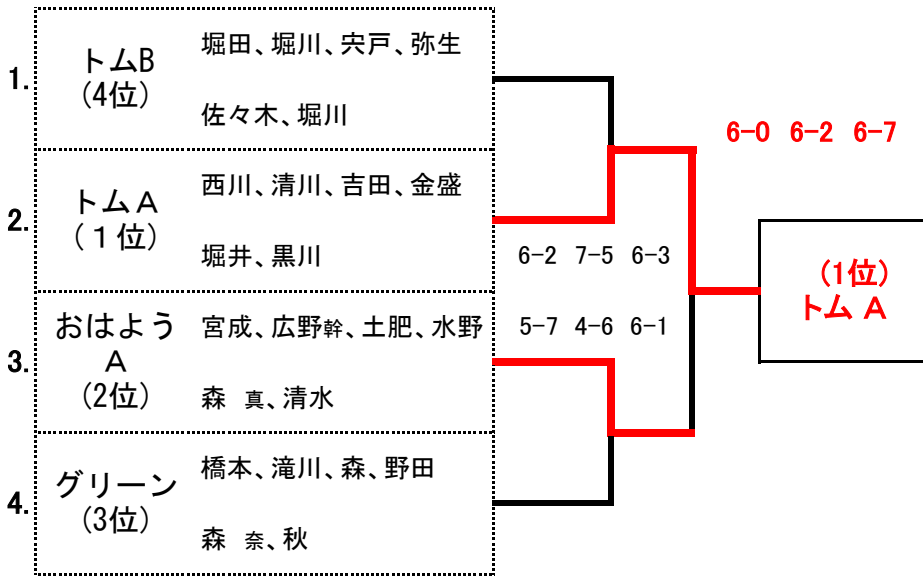 1.
トムB
(4位)
堀田、堀川、宍戸、弥生
佐々木、堀川
2.
トムA
(1位)
西川、清川、吉田、金盛
堀井、黒川
3.
おはよう
A
(2位)
宮成、広野幹、土肥、水野
森 真、清水
4.
グリーン
(3位)
橋本、滝川、森、野田
森 奈、秋
6-2 7-5 6-3
5-7 4-6 6-1
6-0 6-2 6-7
(1位)
トム A